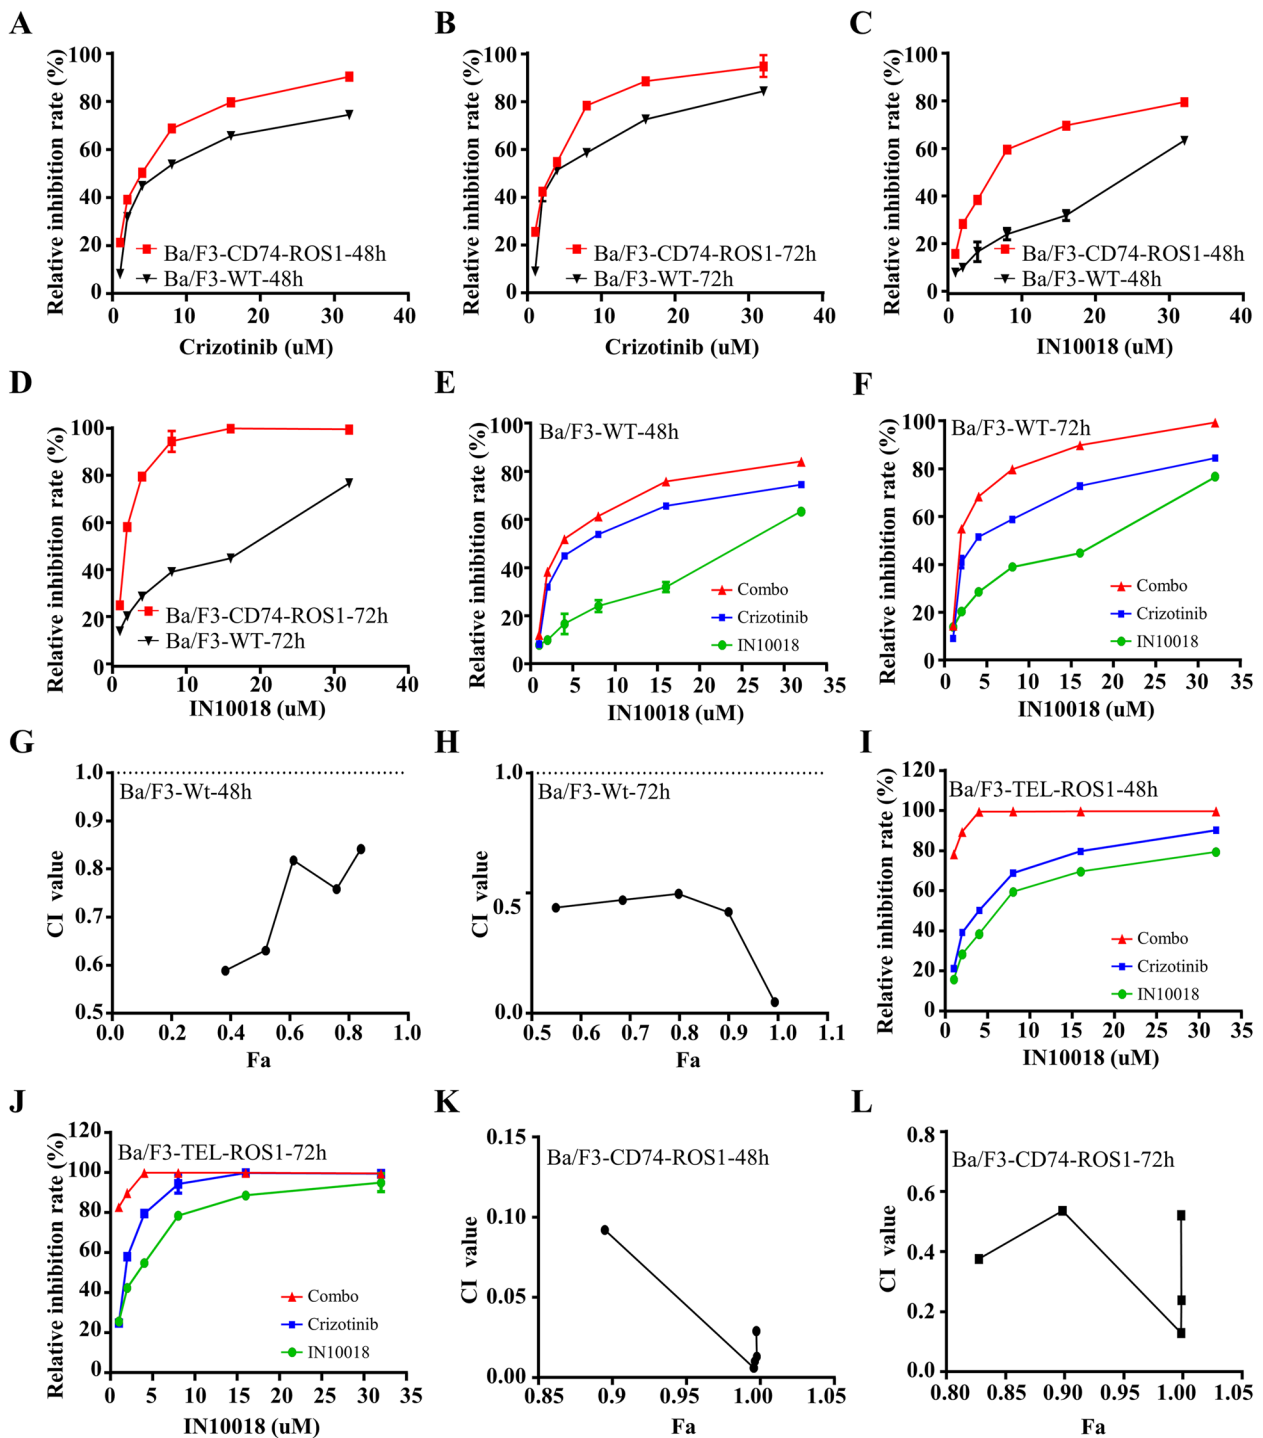 A
Relative inhibition rate (%)
100
80
60
40
20
0
Ba/F3-CD74-ROS1-48h
Ba/F3-WT-48h
0 10 20 30 40
Crizotinib (uM)
B
Relative inhibition rate (%)
100
80
60
40
20
0
Ba/F3-CD74-ROS1-72h
Ba/F3-WT-72h
0 10 20 30 40
Crizotinib (uM)
C
Relative inhibition rate (%)
100
80
60
40
20
0
Ba/F3-CD74-ROS1-48h
Ba/F3-WT-48h
0 10 20 30 40
IN10018 (uM)
D
Relative inhibition rate (%)
100
80
60
40
20
0
Ba/F3-CD74-ROS1-72h
Ba/F3-WT-72h
0 10 20 30 40
IN10018 (uM)
E
Relative inhibition rate (%)
100
80
60
40
20
0
Ba/F3-WT-48h
Combo
Crizotinib
IN10018
0 5 10 15 20 25 30 35
IN10018 (uM)
F
Relative inhibition rate (%)
100
80
60
40
20
0
Ba/F3-WT-72h
Combo
Crizotinib
IN10018
0 5 10 15 20 25 30 35
IN10018 (uM)
G
CI value
1.0
0.9
0.8
0.7
0.6
0.5
Ba/F3-Wt-48h
0.0 0.2 0.4 0.6 0.8 1.0
Fa
H
CI value
1.0
0.5
0.0
Ba/F3-Wt-72h
0.5 0.6 0.7 0.8 0.9 1.0 1.1
Fa
I
Relative inhibition rate (%)
120
100
80
60
40
20
0
Ba/F3-TEL-ROS1-48h
Combo
Crizotinib
IN10018
0 5 10 15 20 25 30 35
IN10018 (uM)
J
Relative inhibition rate (%)
120
100
80
60
40
20
0
Ba/F3-TEL-ROS1-72h
Combo
Crizotinib
IN10018
0 5 10 15 20 25 30 35
IN10018 (uM)
K
CI value
0.15
0.10
0.05
0.00
Ba/F3-CD74-ROS1-48h
0.85 0.9 0.95 1.00 1.05
Fa
L
CI value
0.8
0.6
0.4
0.2
0.0
Ba/F3-CD74-ROS1-72h
0.80 0.85 0.90 0.95 1.00 1.05
Fa